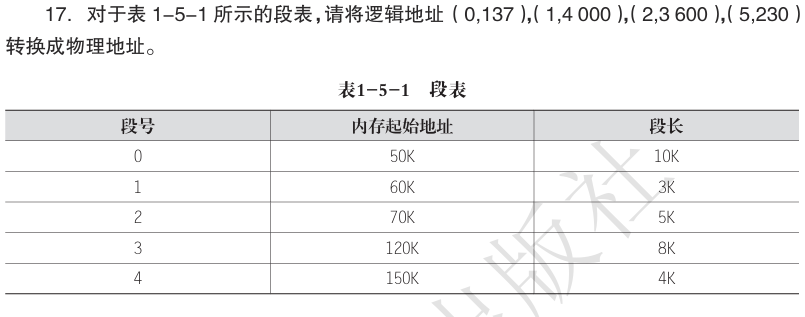 17. 对于表 1-5-1 所示的段表,请将逻辑地址(0,137),(1,4 000),(2,3 600),(5,230)
转换成物理地址。
表1-5-1 段表
段号 内存起始地址 段长
0 50K 10K
1 60K 3K
2 70K 5K
3 120K 8K
4 150K 4K
出版社